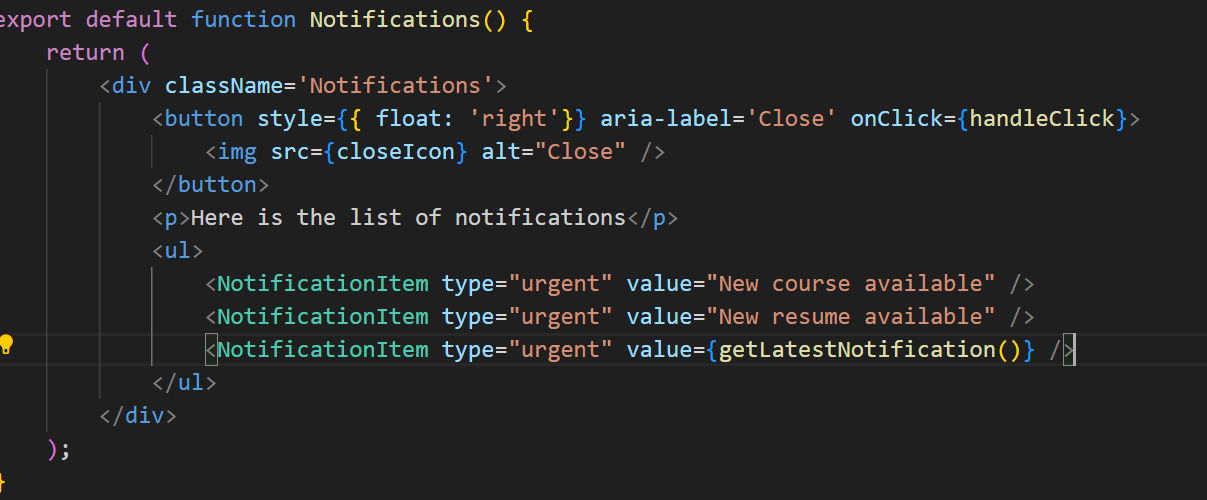 export default function Notifications() {
    return (
        <div className='Notifications'>
            <button style={{ float: 'right'}} aria-label='Close' onClick={handleClick}>
                <img src={closeIcon} alt="Close" />
            </button>
            <p>Here is the list of notifications</p>
            <ul>
                <NotificationItem type="urgent" value="New course available" />
                <NotificationItem type="urgent" value="New resume available" />
                <NotificationItem type="urgent" value={getLatestNotification()} />
            </ul>
        </div>
    );
}